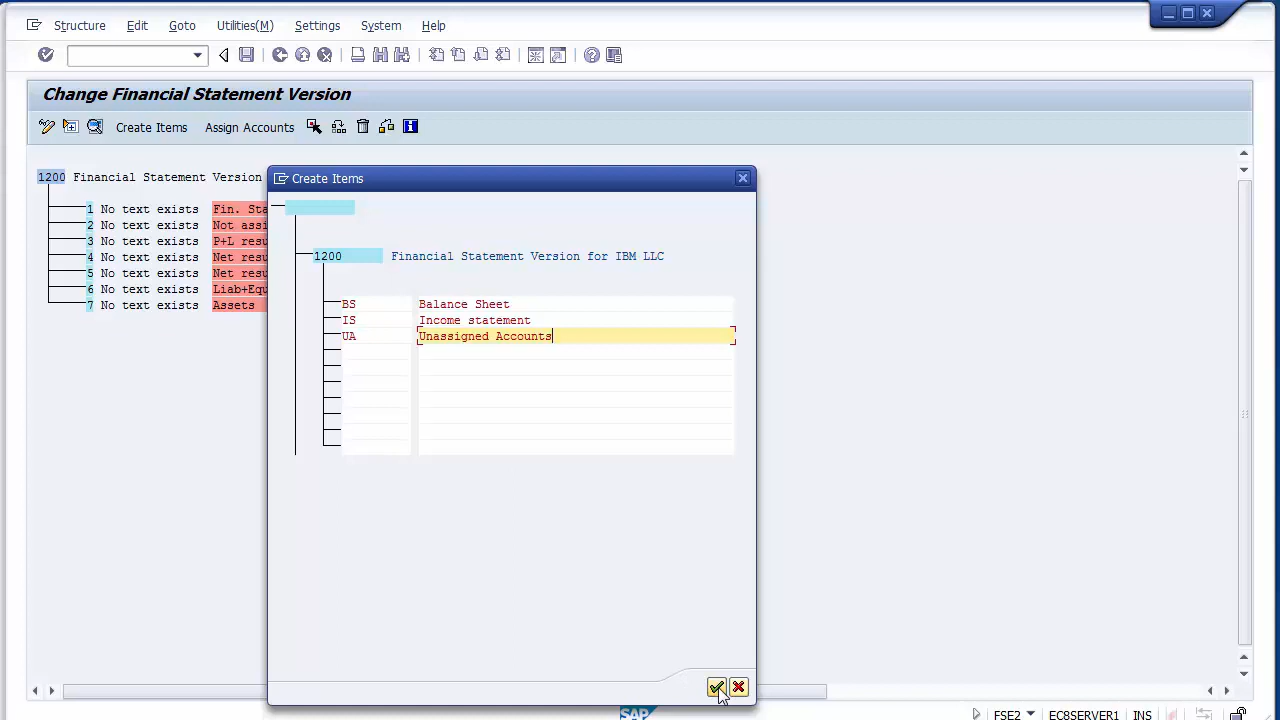 Structure Edit Goto Utilities(M) Settings System Help
Change Financial Statement Version
Create Items Assign Accounts
1200 Financial Statement Version
1 No text exists Fin. Sta
2 No text exists Not assi
3 No text exists P+L resu
4 No text exists Net resu
5 No text exists Net resu
6 No text exists Liab+Equ
7 No text exists Assets
Create Items
1200 Financial Statement Version for IBM LLC
BS Balance Sheet
IS Income statement
UA Unassigned Accounts
SAP
FSE2 EC8SERVER1 INS